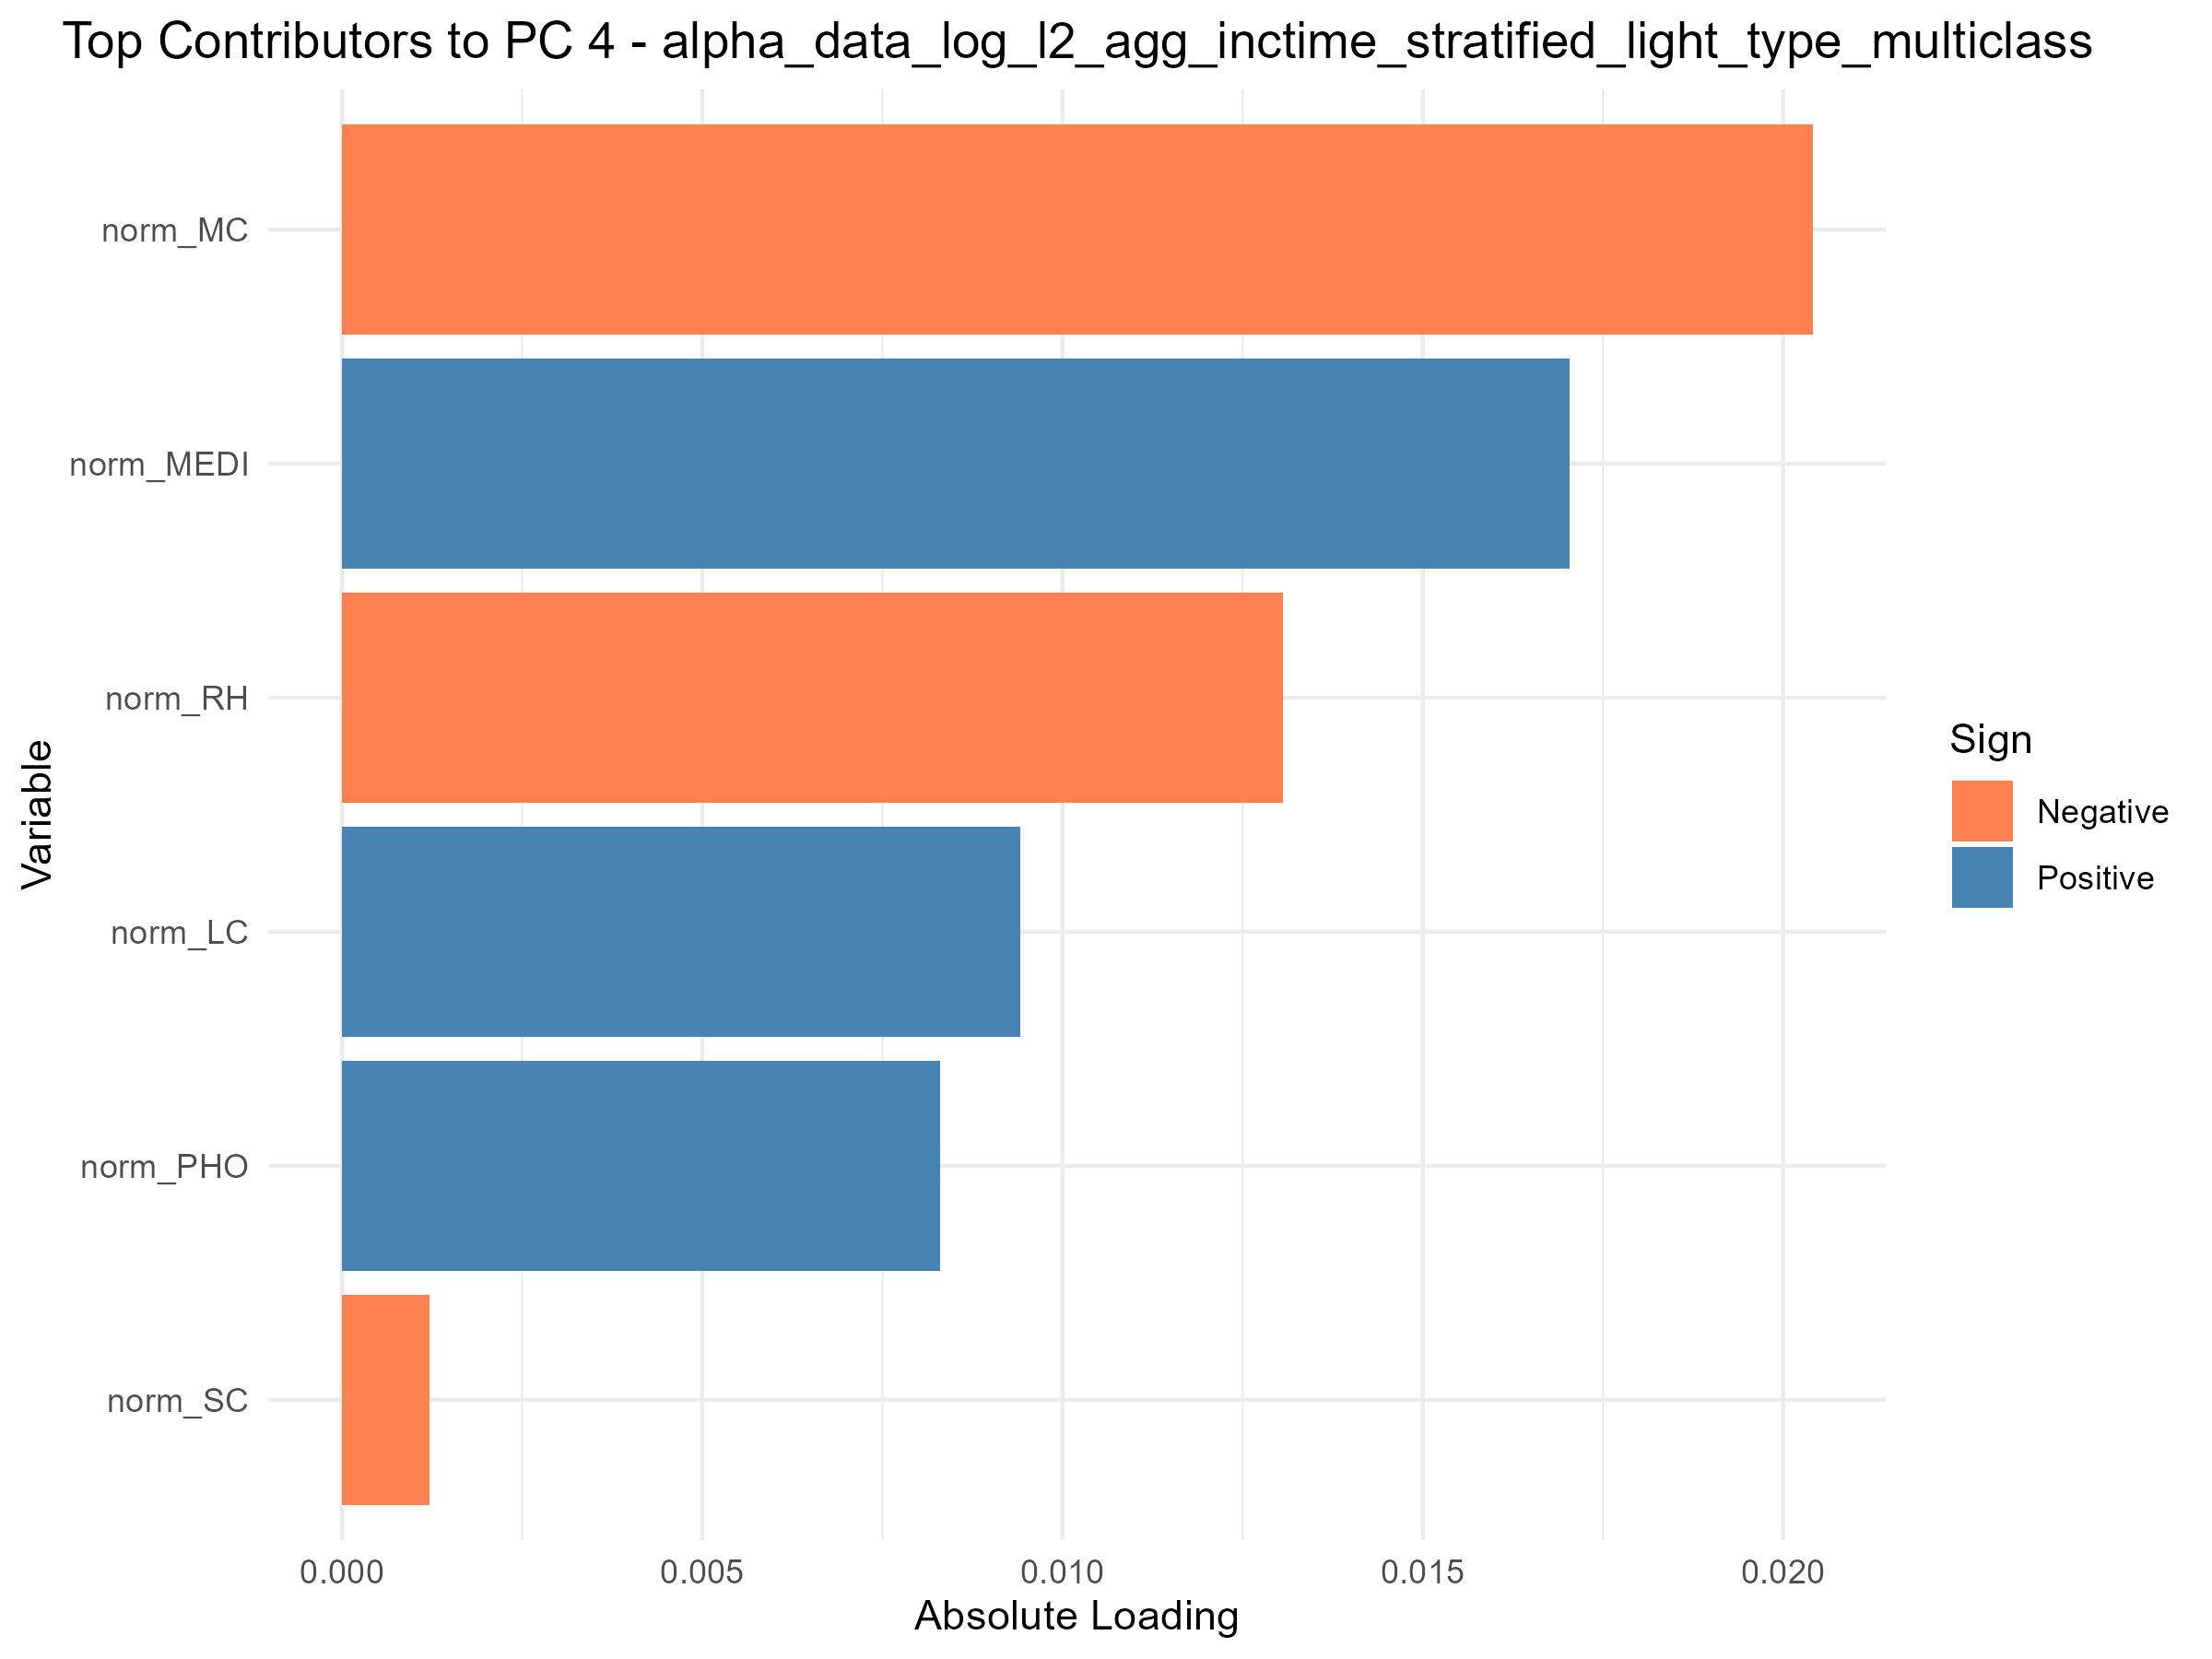 Top Contributors to PC 4 - alpha_data_log_l2_agg_inctime_stratified_light_type_multiclass
norm_MC
norm_MEDI
norm_RH
norm_LC
norm_PHO
norm_SC
Variable
0.000 0.005 0.010 0.015 0.020
Absolute Loading
Sign
Negative
Positive